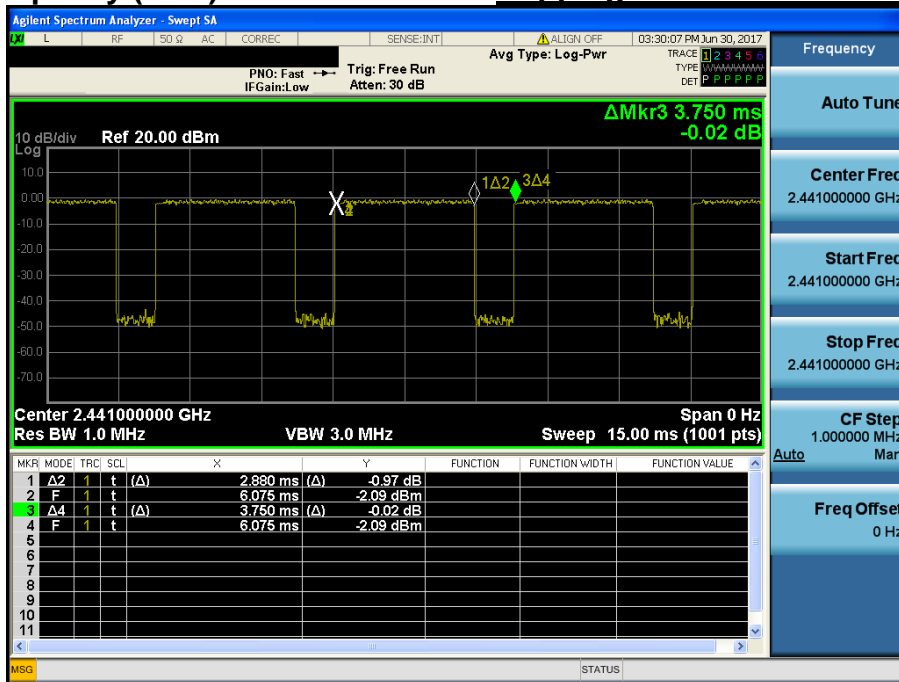 Agilent Spectrum Analyzer - Swept SA
LXI L RF 50 Ω AC CORREC SENSE:INT ALIGN OFF 03:30:07 PM Jun 30, 2017
Avg Type: Log-Pwr TRACE 1 2 3 4 5 6
PNO: Fast Trig: Free Run TYPE WWWWWW
IFGain:Low Atten: 30 dB DET P P P P P P
ΔMkr3 3.750 ms
10 dB/div Ref 20.00 dBm -0.02 dB
Log
10.0
1Δ2 3Δ4
0.00
X
-10.0
-20.0
-30.0
-40.0
-50.0
-60.0
-70.0
Center 2.441000000 GHz Span 0 Hz
Res BW 1.0 MHz VBW 3.0 MHz Sweep 15.00 ms (1001 pts)
MKR MODE TRC SCL X Y FUNCTION FUNCTION WIDTH FUNCTION VALUE
1 Δ2 1 t (Δ) 2.880 ms (Δ) -0.97 dB
2 F 1 t 6.075 ms -2.09 dBm
3 Δ4 1 t (Δ) 3.750 ms (Δ) -0.02 dB
4 F 1 t 6.075 ms -2.09 dBm
5
6
7
8
9
10
11
MSG STATUS
Frequency
Auto Tune
Center Freq
2.441000000 GHz
Start Freq
2.441000000 GHz
Stop Freq
2.441000000 GHz
CF Step
1.000000 MHz
Auto Man
Freq Offset
0 Hz